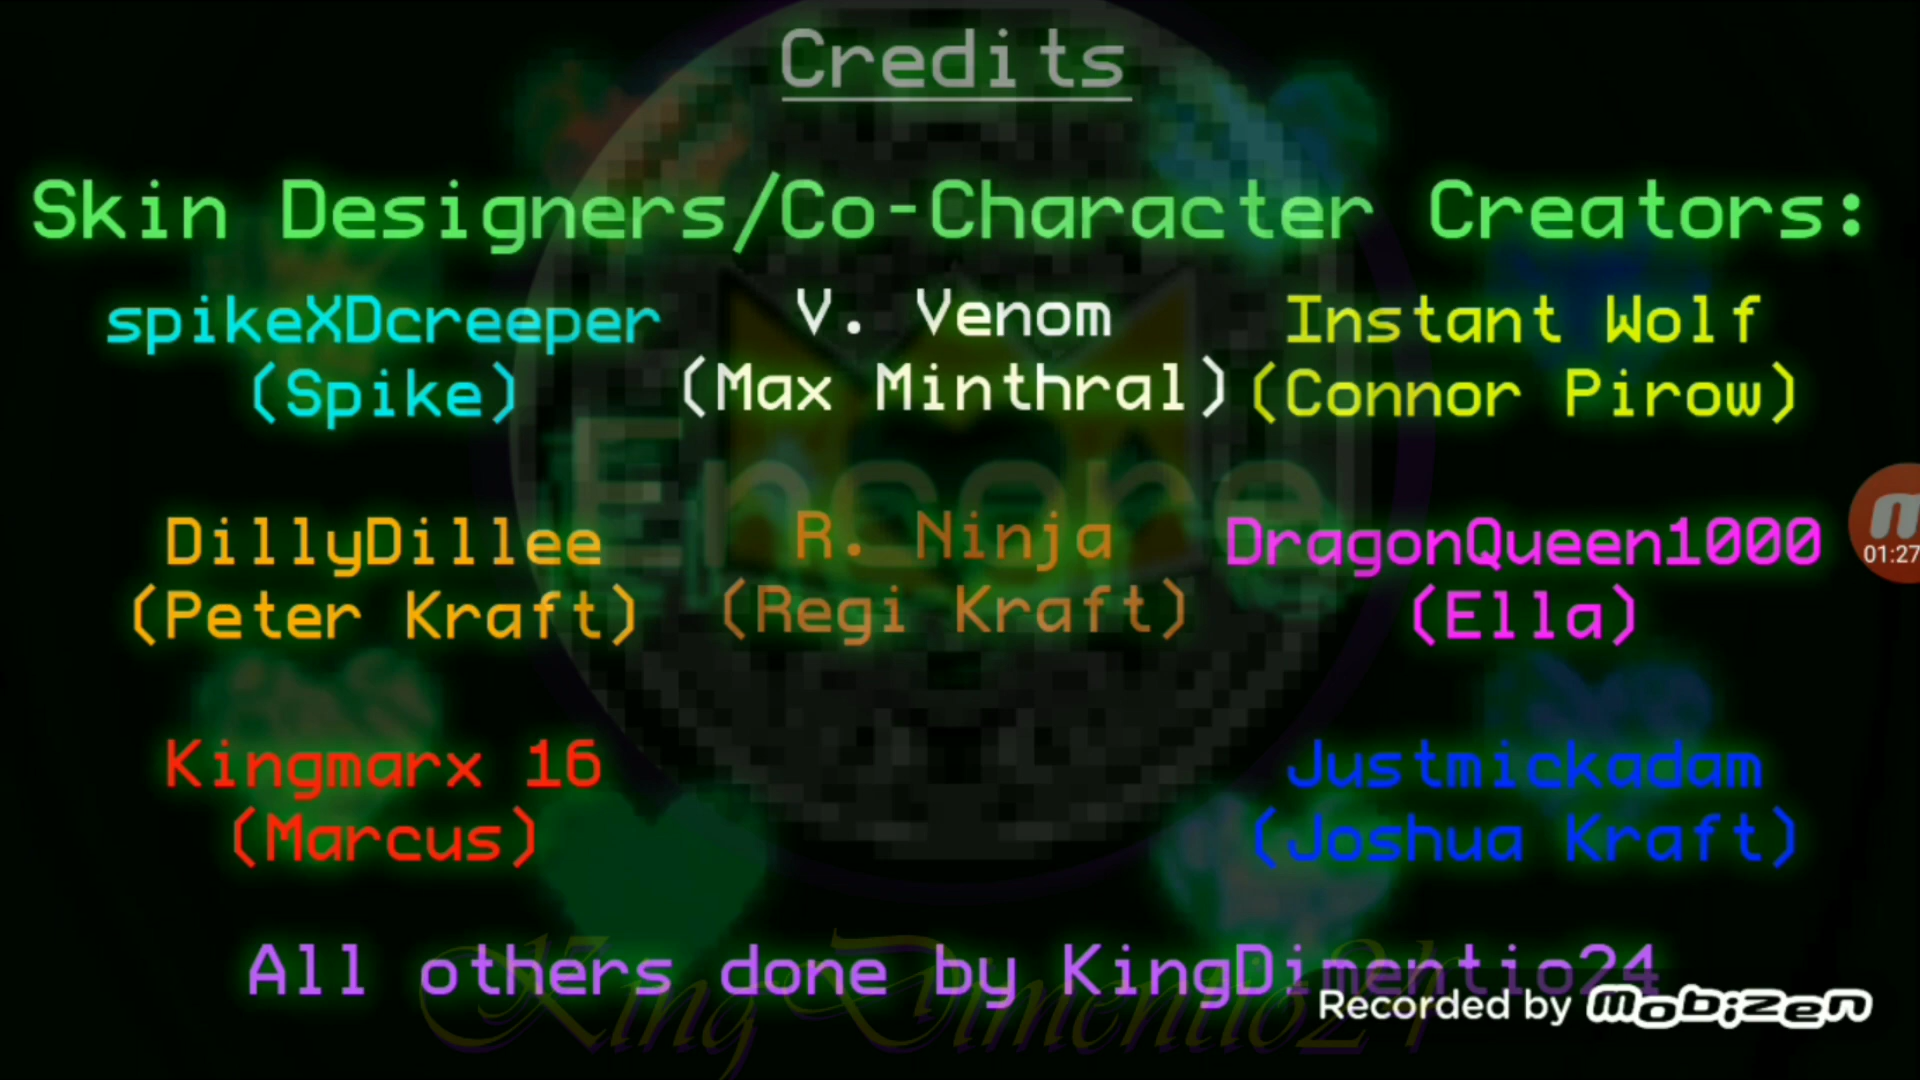 Credits
Skin Designers/Co-Character Creators:
spikeXDcreeper
(Spike)
V. Venom
(Max Minthral)
Instant Wolf
(Connor Pirow)
DillyDillee
(Peter Kraft)
R. Ninja
(Regi Kraft)
DragonQueen1000
(Ella)
Encore
Kingmarx 16
(Marcus)
Justmickadam
(Joshua Kraft)
All others done by KingDimentio24
KingDimentio24
01:27
Recorded by mobizen